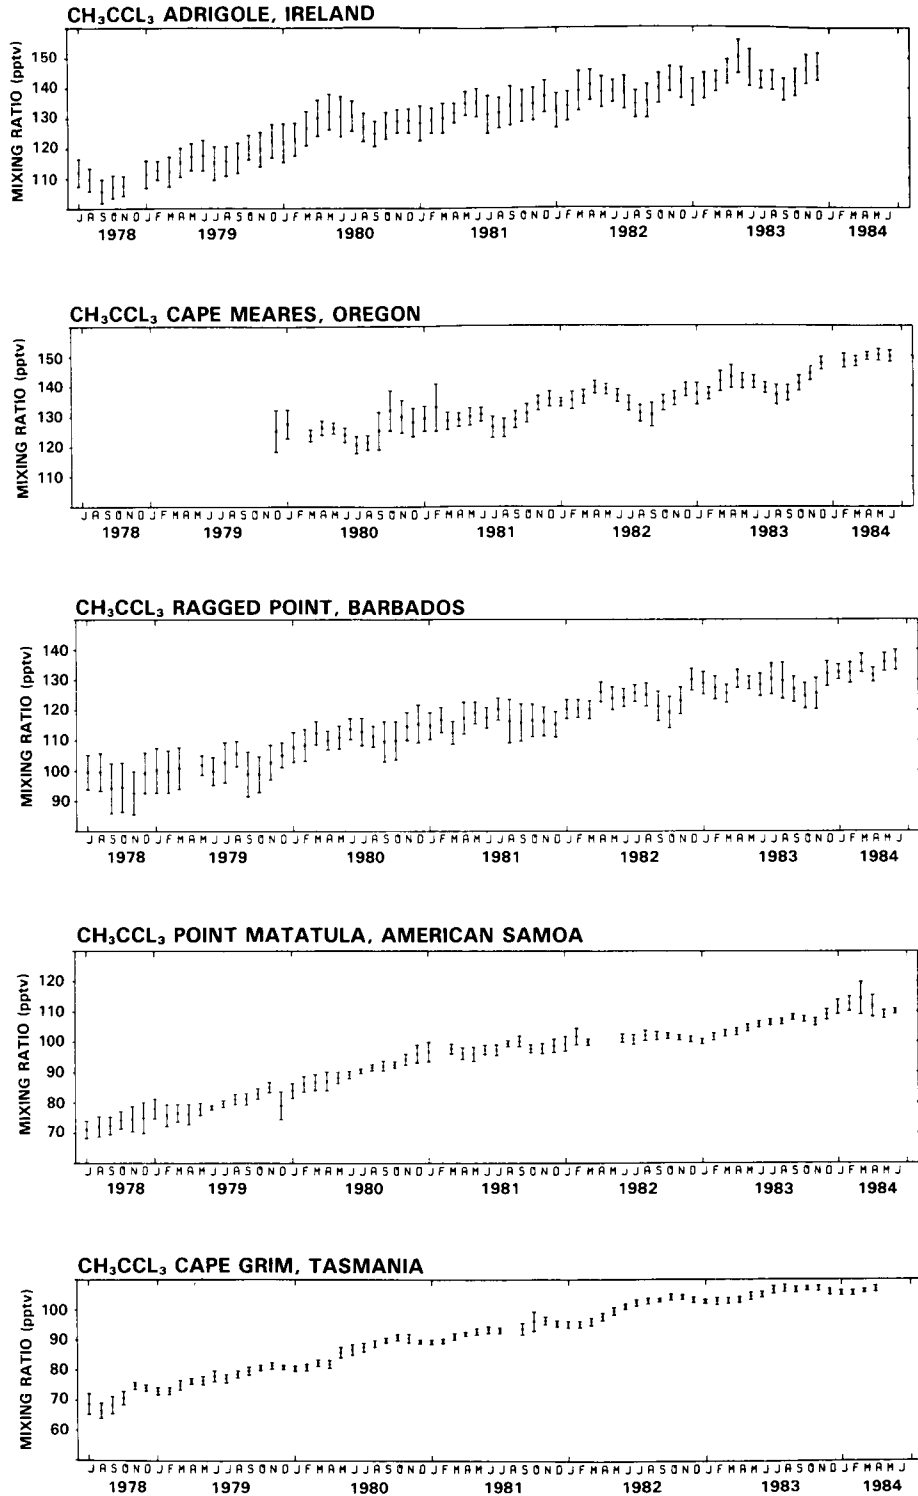 CH₃CCL₃ ADRIGOLE, IRELAND
MIXING RATIO (pptv)
150
140
130
120
110
J A S O N D J F M A M J J A S O N D J F M A M J J A S O N D J F M A M J J A S O N D J F M A M J J A S O N D J F M A M J J A S O N D J F M A M J
1978 1979 1980 1981 1982 1983 1984
CH₃CCL₃ CAPE MEARES, OREGON
MIXING RATIO (pptv)
150
140
130
120
110
J A S O N D J F M A M J J A S O N D J F M A M J J A S O N D J F M A M J J A S O N D J F M A M J J A S O N D J F M A M J J A S O N D J F M A M J
1978 1979 1980 1981 1982 1983 1984
CH₃CCL₃ RAGGED POINT, BARBADOS
MIXING RATIO (pptv)
140
130
120
110
100
90
J A S O N D J F M A M J J A S O N D J F M A M J J A S O N D J F M A M J J A S O N D J F M A M J J A S O N D J F M A M J J A S O N D J F M A M J
1978 1979 1980 1981 1982 1983 1984
CH₃CCL₃ POINT MATATULA, AMERICAN SAMOA
MIXING RATIO (pptv)
120
110
100
90
80
70
J A S O N D J F M A M J J A S O N D J F M A M J J A S O N D J F M A M J J A S O N D J F M A M J J A S O N D J F M A M J J A S O N D J F M A M J
1978 1979 1980 1981 1982 1983 1984
CH₃CCL₃ CAPE GRIM, TASMANIA
MIXING RATIO (pptv)
100
90
80
70
60
J A S O N D J F M A M J J A S O N D J F M A M J J A S O N D J F M A M J J A S O N D J F M A M J J A S O N D J F M A M J J A S O N D J F M A M J
1978 1979 1980 1981 1982 1983 1984